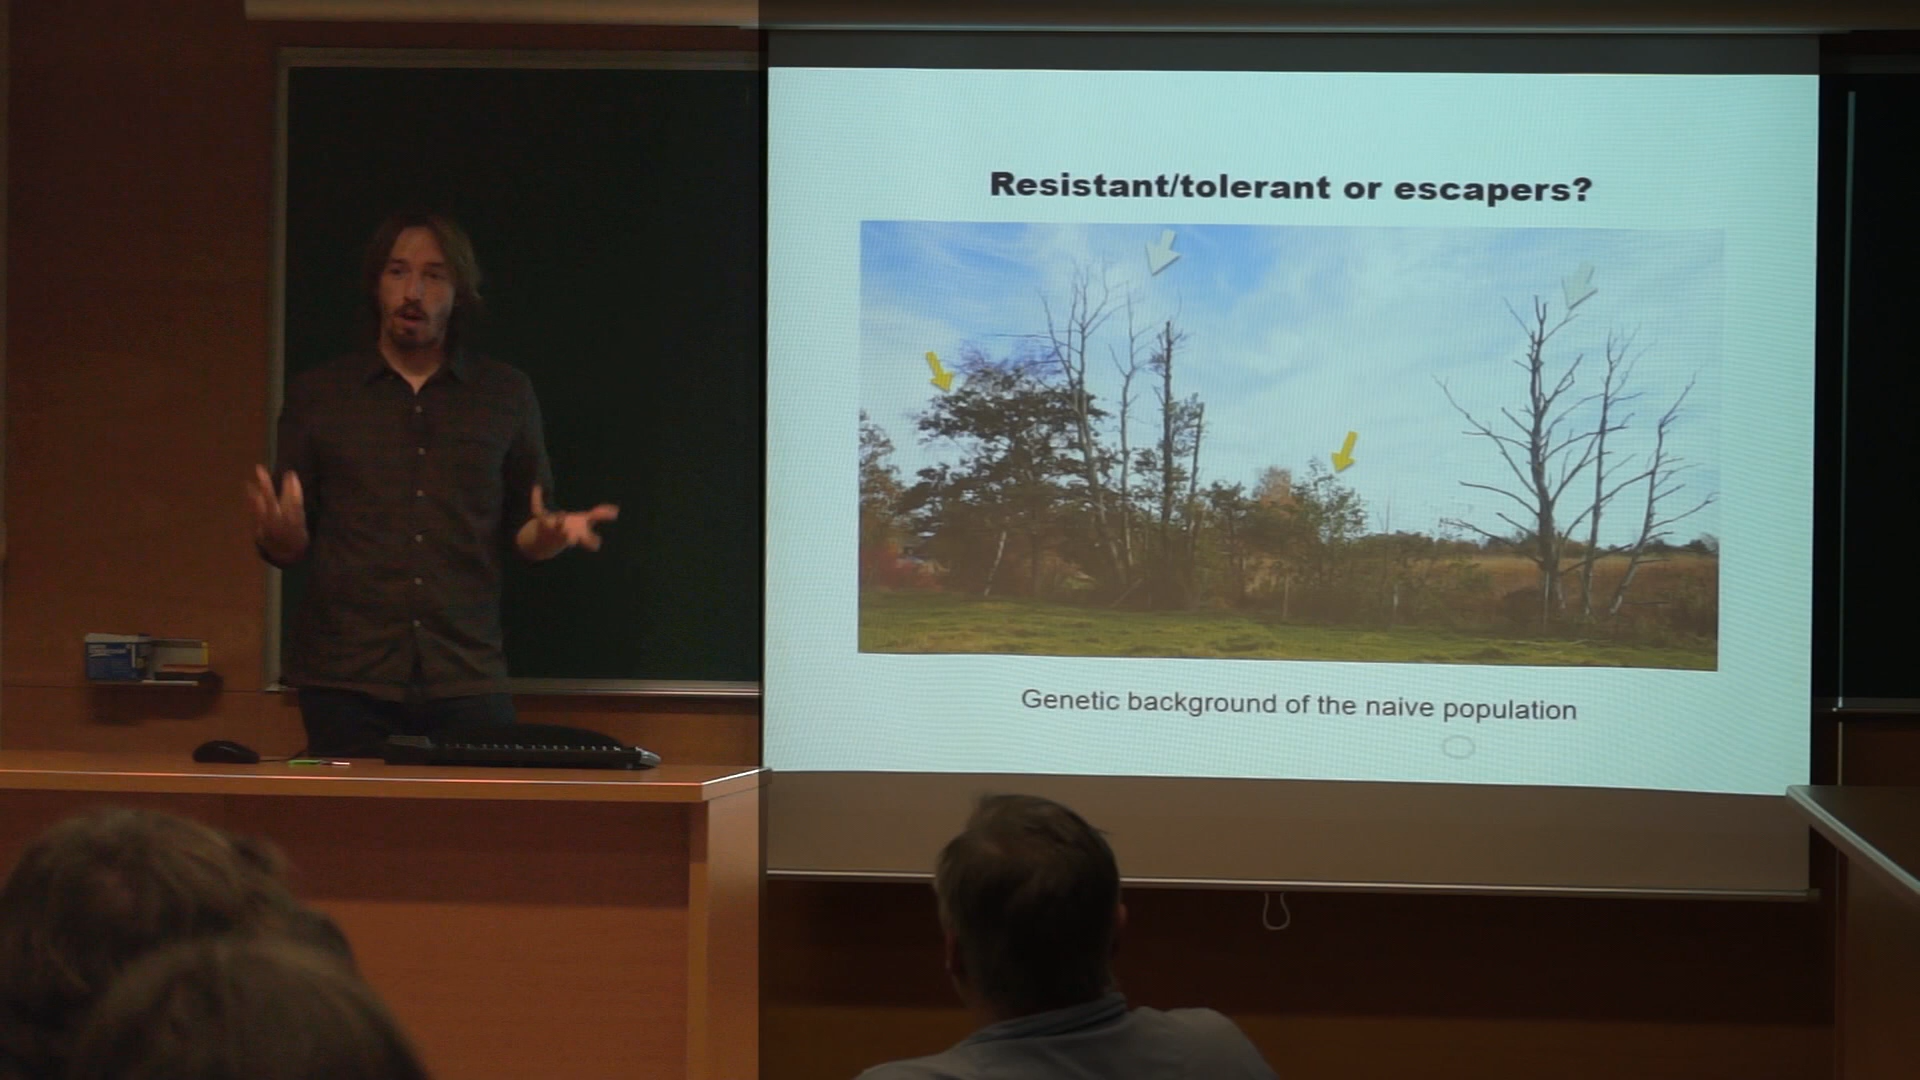 Resistant/tolerant or escapers?
Genetic background of the naive population